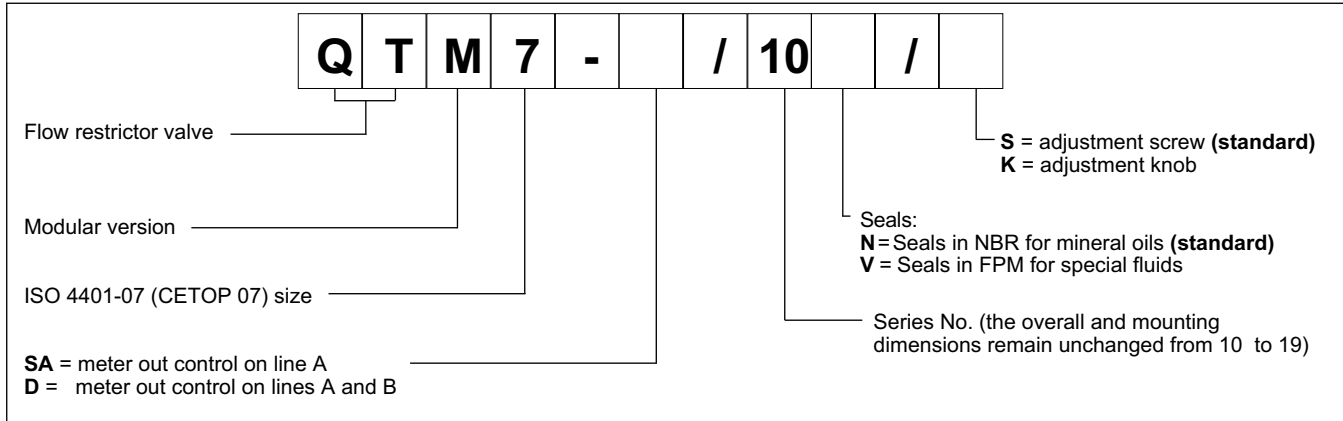 Q T M 7 - / 10 /
Flow restrictor valve
Modular version
ISO 4401-07 (CETOP 07) size
SA = meter out control on line A
D = meter out control on lines A and B
S = adjustment screw (standard)
K = adjustment knob
Seals:
N = Seals in NBR for mineral oils (standard)
V = Seals in FPM for special fluids
Series No. (the overall and mounting
dimensions remain unchanged from 10 to 19)